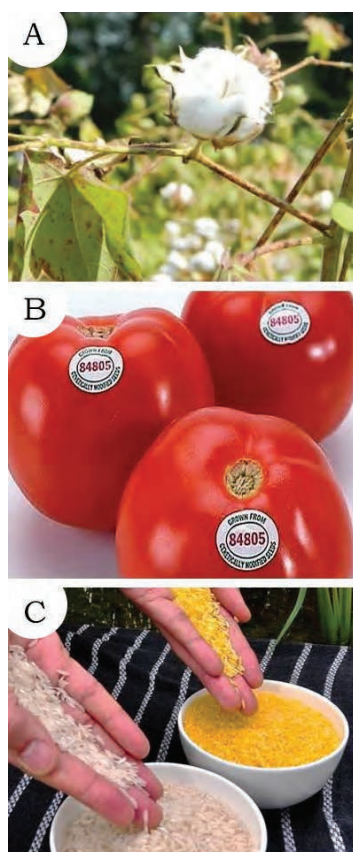 A
B
GROWN FROM
84805
GENETICALLY MODIFIED SEEDS
84805
GROWN FROM
84805
GENETICALLY MODIFIED SEEDS
C